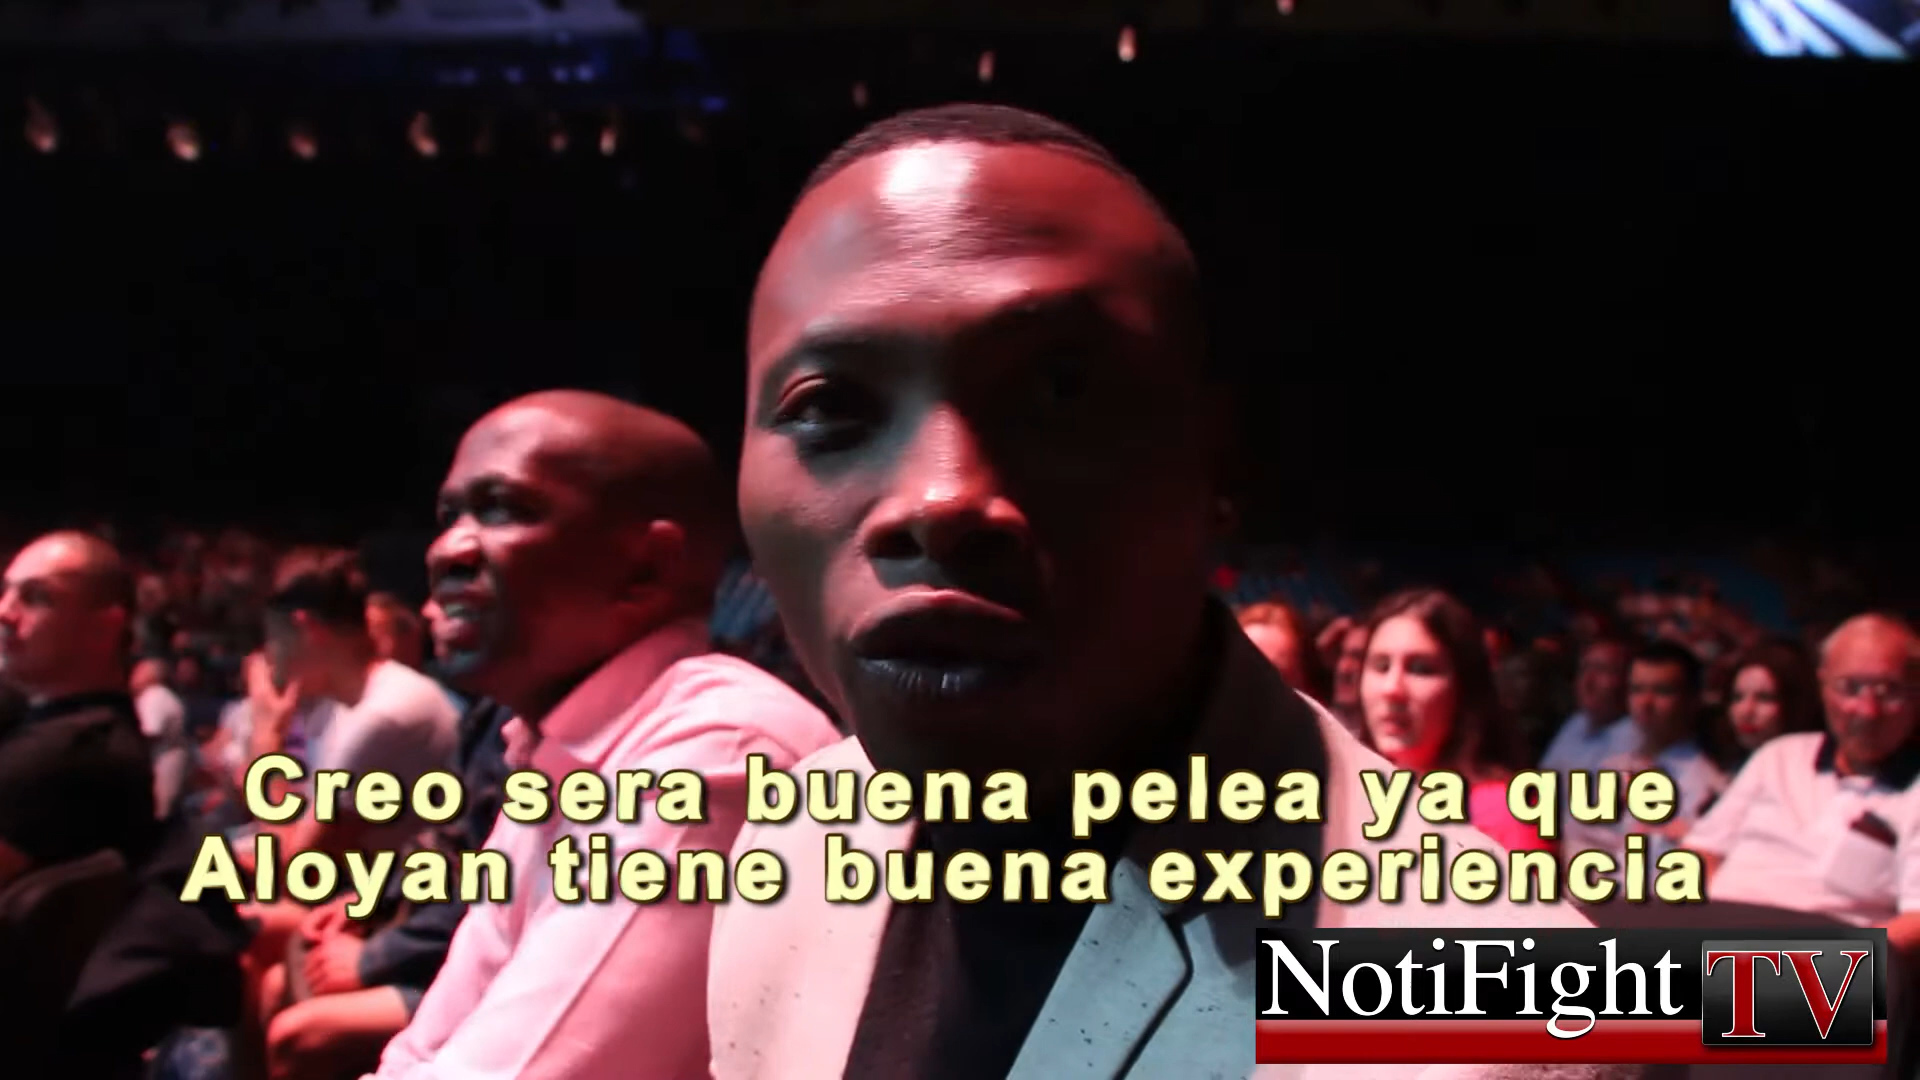 Creo sera buena pelea ya que
Aloyan tiene buena experiencia
NotiFight TV